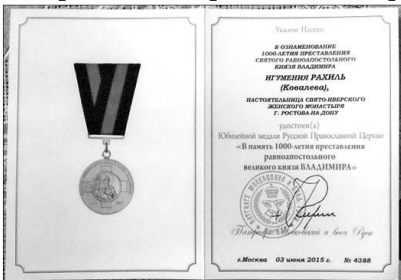 Указом Нашим
В ОЗНАМЕНОВАНИЕ
1000-ЛЕТИЯ ПРЕСТАВЛЕНИЯ
СВЯТОГО РАВНОАПОСТОЛЬНОГО
КНЯЗЯ ВЛАДИМИРА
ИГУМЕНИЯ РАХИЛЬ
(Ковалева),
НАСТОЯТЕЛЬНИЦА СВЯТО-ИВЕРСКОГО
ЖЕНСКОГО МОНАСТЫРЯ
Г. РОСТОВА-НА-ДОНУ
удостоен(а)
Юбилейной медали Русской Православной Церкви
«В память 1000-летия преставления
равноапостольного
великого князя ВЛАДИМИРА»
Патриарх Московский и всея Руси
г.Москва 03 июня 2015 г. № 4388